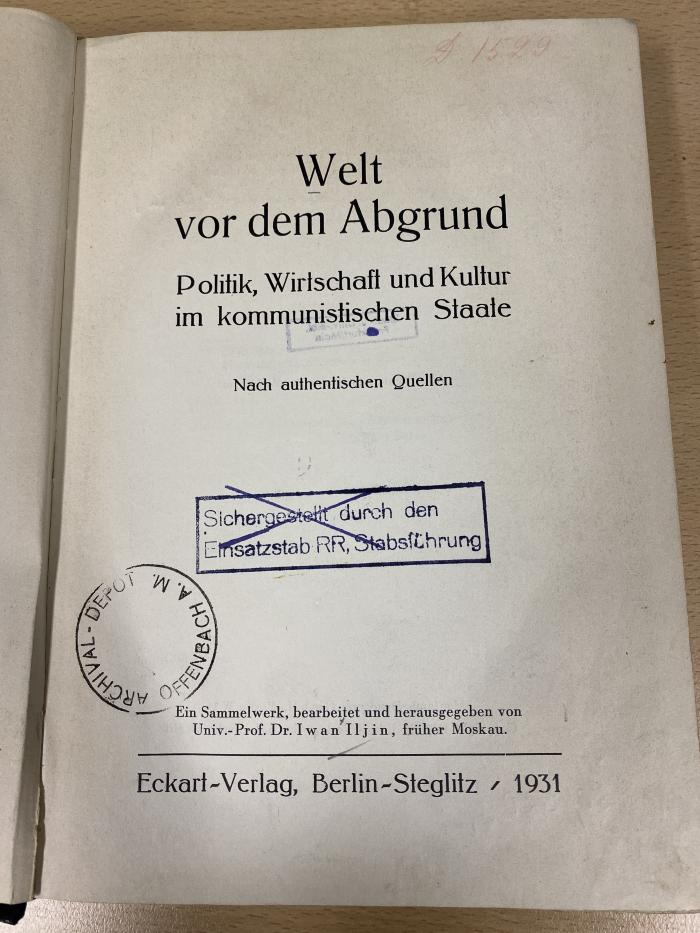 D 1529
Welt
vor dem Abgrund
Politik, Wirtschaft und Kultur
im kommunistischen Staate
Nach authentischen Quellen
Sichergestellt durch den
Einsatzstab RR, Stabsführung
ARCHIVAL-DEPOT
OFFENBACH A. M.
Ein Sammelwerk, bearbeitet und herausgegeben von
Univ.-Prof. Dr. Iwan Iljin, früher Moskau.
Eckart-Verlag, Berlin-Steglitz / 1931